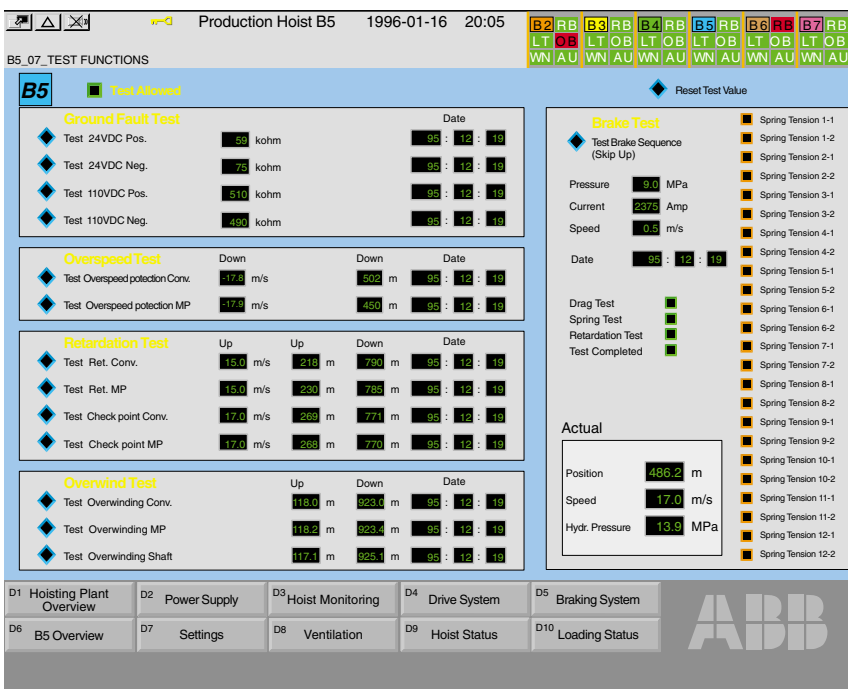 Production Hoist B5 1996-01-16 20:05
B2 RB B3 RB B4 RB B5 RB B6 RB B7 RB
LT OB LT OB LT OB LT OB LT OB LT OB
WN AU WN AU WN AU WN AU WN AU WN AU
B5_07_TEST FUNCTIONS
B5 Test Allowed
Reset Test Value
Ground Fault Test Date
Test 24VDC Pos. 59 kohm 95 : 12 : 19
Test 24VDC Neg. 75 kohm 95 : 12 : 19
Test 110VDC Pos. 510 kohm 95 : 12 : 19
Test 110VDC Neg. 490 kohm 95 : 12 : 19
Overspeed Test Down Down Date
Test Overspeed potection Conv. -17.8 m/s 502 m 95 : 12 : 19
Test Overspeed potection MP -17.9 m/s 450 m 95 : 12 : 19
Retardation Test Up Up Down Date
Test Ret. Conv. 15.0 m/s 218 m 790 m 95 : 12 : 19
Test Ret. MP 15.0 m/s 230 m 785 m 95 : 12 : 19
Test Check point Conv. 17.0 m/s 269 m 771 m 95 : 12 : 19
Test Check point MP 17.0 m/s 268 m 770 m 95 : 12 : 19
Overwind Test Up Down Date
Test Overwinding Conv. 118.0 m 923.0 m 95 : 12 : 19
Test Overwinding MP 118.2 m 923.4 m 95 : 12 : 19
Test Overwinding Shaft 117.1 m 925.1 m 95 : 12 : 19
Brake Test
Test Brake Sequence
(Skip Up)
Pressure 9.0 MPa
Current 2375 Amp
Speed 0.5 m/s
Date 95 : 12 : 19
Drag Test
Spring Test
Retardation Test
Test Completed
Actual
Position 486.2 m
Speed 17.0 m/s
Hydr. Pressure 13.9 MPa
Spring Tension 1-1
Spring Tension 1-2
Spring Tension 2-1
Spring Tension 2-2
Spring Tension 3-1
Spring Tension 3-2
Spring Tension 4-1
Spring Tension 4-2
Spring Tension 5-1
Spring Tension 5-2
Spring Tension 6-1
Spring Tension 6-2
Spring Tension 7-1
Spring Tension 7-2
Spring Tension 8-1
Spring Tension 8-2
Spring Tension 9-1
Spring Tension 9-2
Spring Tension 10-1
Spring Tension 10-2
Spring Tension 11-1
Spring Tension 11-2
Spring Tension 12-1
Spring Tension 12-2
D1 Hoisting Plant Overview D2 Power Supply D3 Hoist Monitoring D4 Drive System D5 Braking System
D6 B5 Overview D7 Settings D8 Ventilation D9 Hoist Status D10 Loading Status
ABB